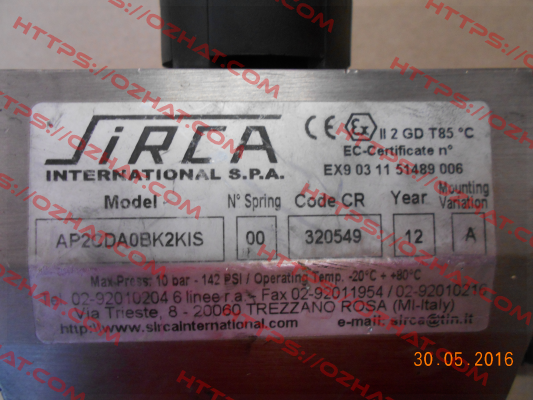 SIRCA
INTERNATIONAL S.P.A.
CE Ex II 2 GD T85 °C
EC-Certificate n°
EX9 03 11 51489 006
Model N° Spring Code CR Year Mounting Variation
00 320549 12 A
Max-Press: 10 bar - 142 PSI / Operating Temp. -20°C ÷ +80°C
Tel. 02-92010204 6 linee r.a - Fax 02-92011954 / 02-92010216
Via Trieste, 8 - 20060 TREZZANO ROSA (MI-Italy)
http://www.sircainternational.com e-mail: sirca@tin.it
30.05.2016
HTTPS://OZHAT.COM